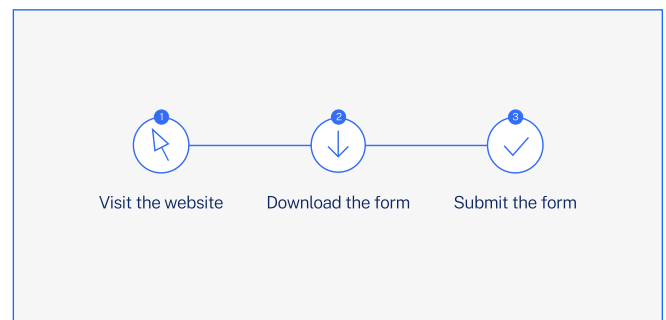 1
2
3
Visit the website
Download the form
Submit the form